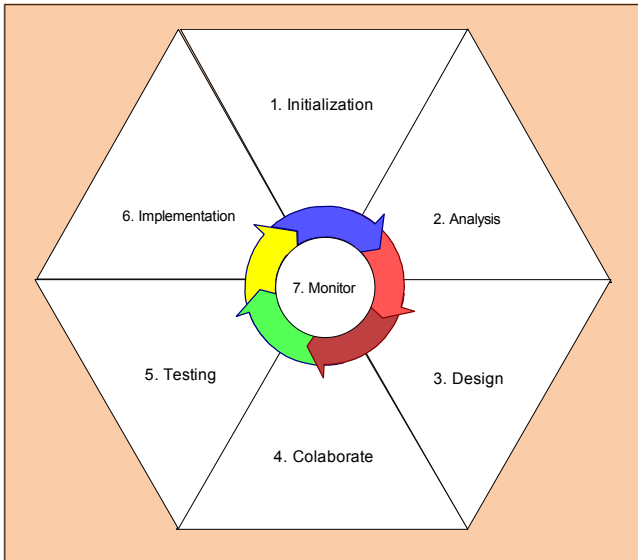 1. Initialization
2. Analysis
3. Design
4. Colaborate
5. Testing
6. Implementation
7. Monitor